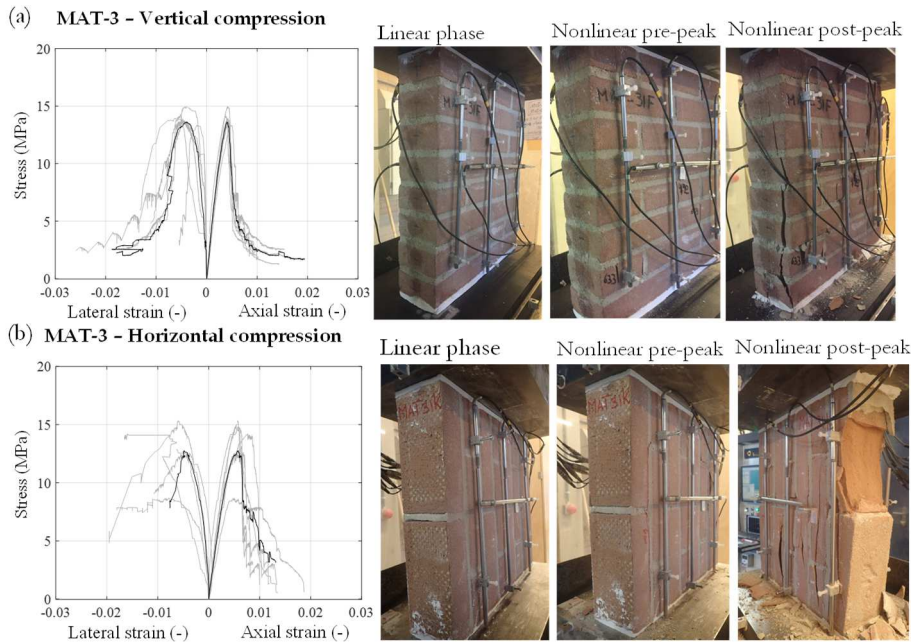 (a) MAT-3 – Vertical compression
Linear phase
Nonlinear pre-peak
Nonlinear post-peak
20
15
10
5
0
Stress (MPa)
-0.03 -0.02 -0.01 0 0.01 0.02 0.03
Lateral strain (-) Axial strain (-)
(b) MAT-3 – Horizontal compression
Linear phase
Nonlinear pre-peak
Nonlinear post-peak
20
15
10
5
0
Stress (MPa)
-0.03 -0.02 -0.01 0 0.01 0.02 0.03
Lateral strain (-) Axial strain (-)
MAT31K
MAT31K